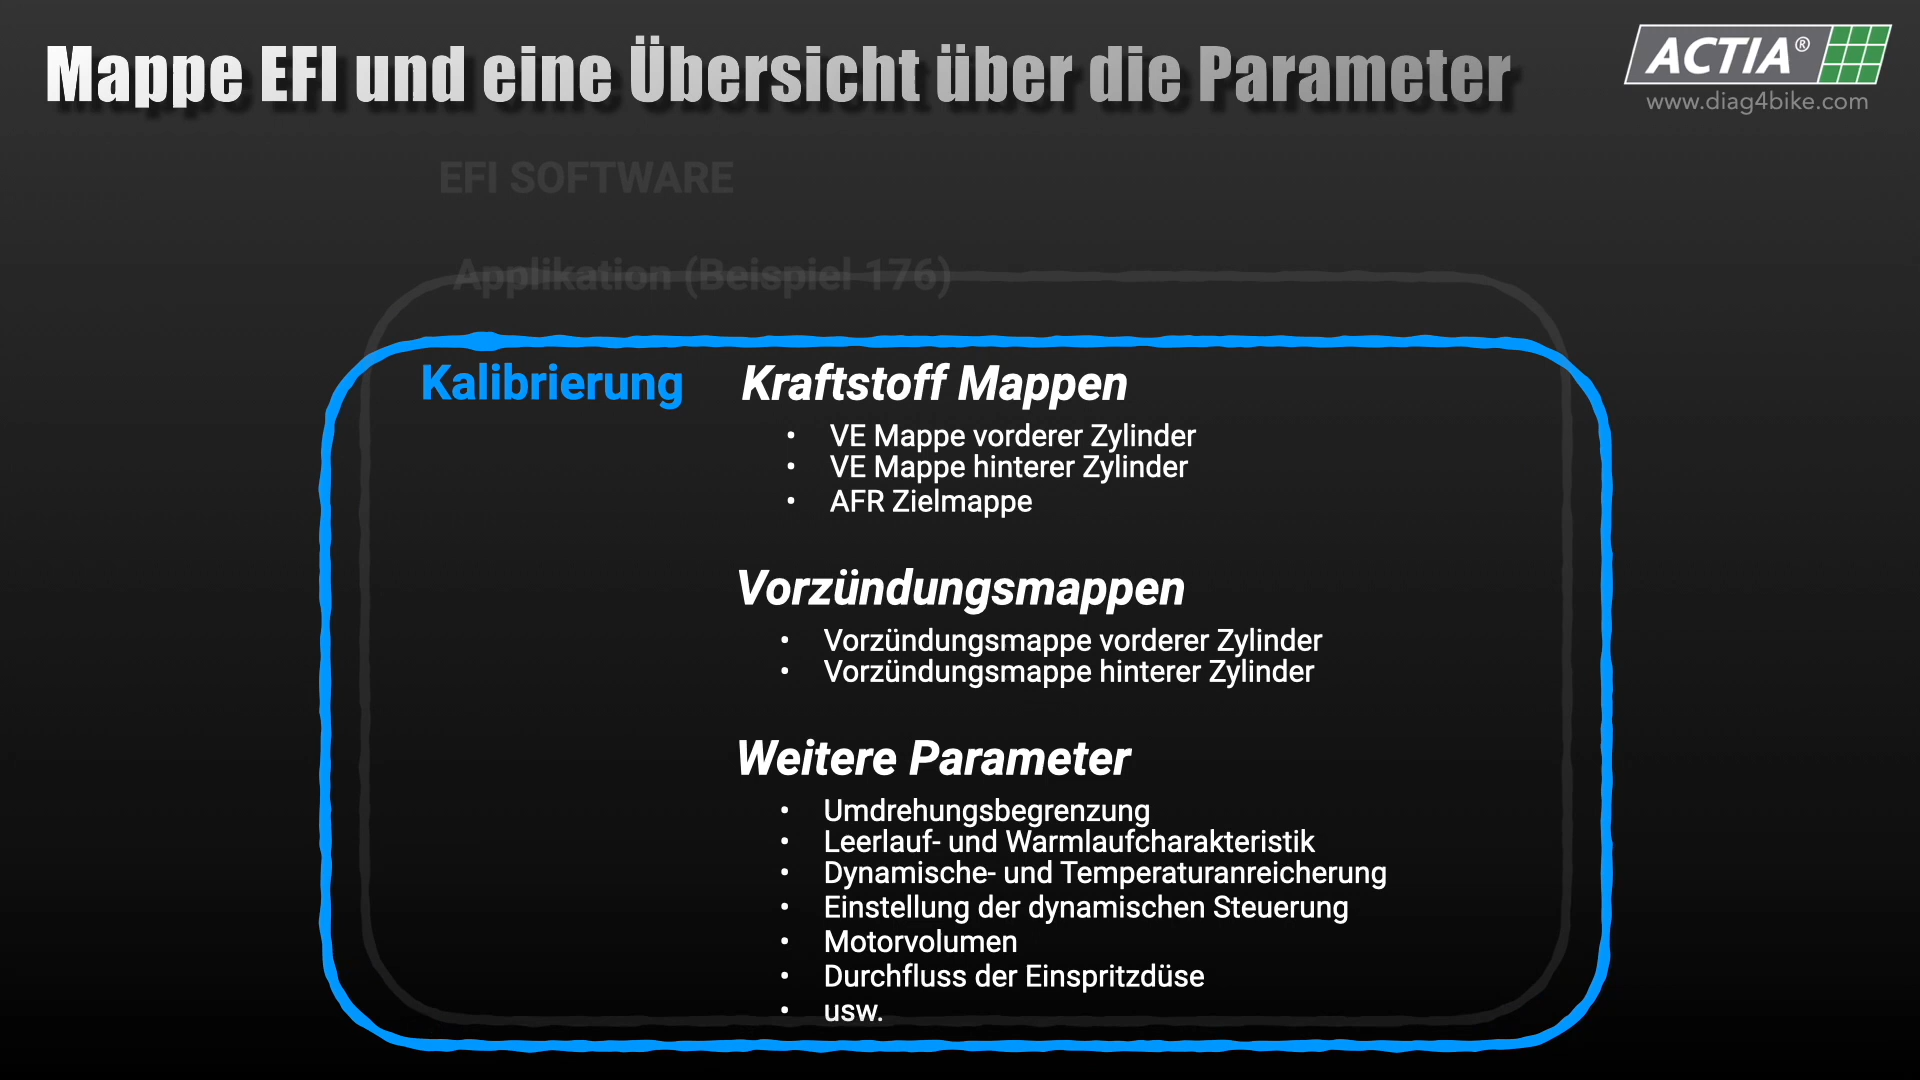 Mappe EFI und eine Übersicht über die Parameter
ACTIA®
www.diag4bike.com
EFI SOFTWARE
Applikation (Beispiel 176)
Kalibrierung
Kraftstoff Mappen
• VE Mappe vorderer Zylinder
• VE Mappe hinterer Zylinder
• AFR Zielmappe
Vorzündungsmappen
• Vorzündungsmappe vorderer Zylinder
• Vorzündungsmappe hinterer Zylinder
Weitere Parameter
• Umdrehungsbegrenzung
• Leerlauf- und Warmlaufcharakteristik
• Dynamische- und Temperaturanreicherung
• Einstellung der dynamischen Steuerung
• Motorvolumen
• Durchfluss der Einspritzdüse
• usw.